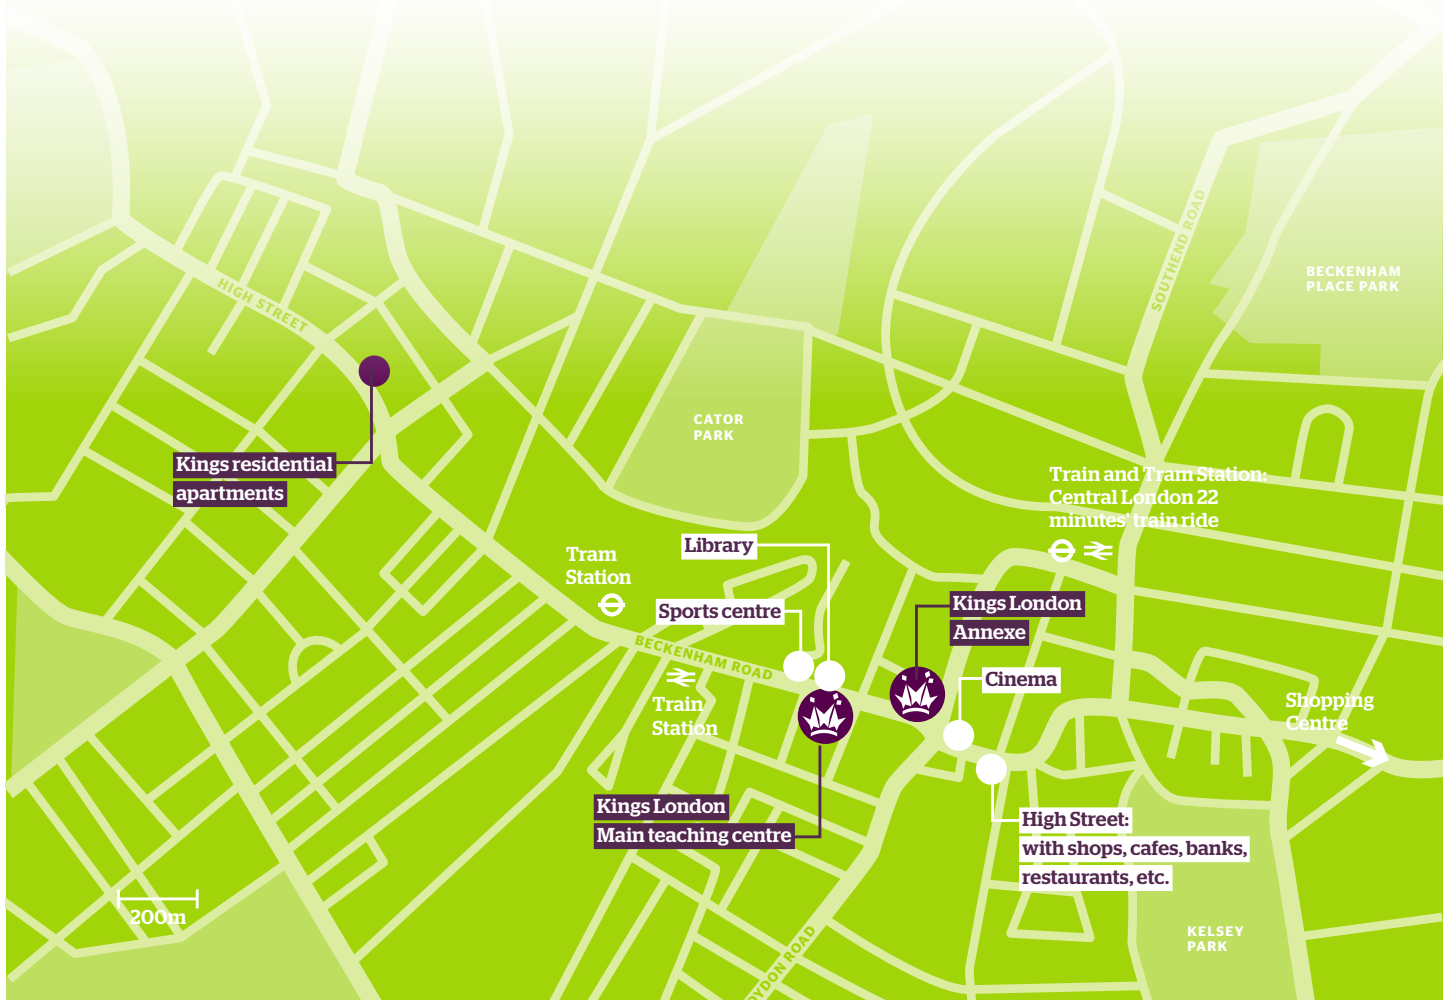 SOUTHEND ROAD
BECKENHAM
PLACE PARK
HIGH STREET
CATOR
PARK
Kings residential
apartments
Train and Tram Station:
Central London 22
minutes' train ride
Tram
Station
Library
Sports centre
Kings London
Annexe
BECKENHAM ROAD
Cinema
Train
Station
Shopping
Centre
Kings London
Main teaching centre
High Street:
with shops, cafes, banks,
restaurants, etc.
200m
KELSEY
PARK
OYDON ROAD